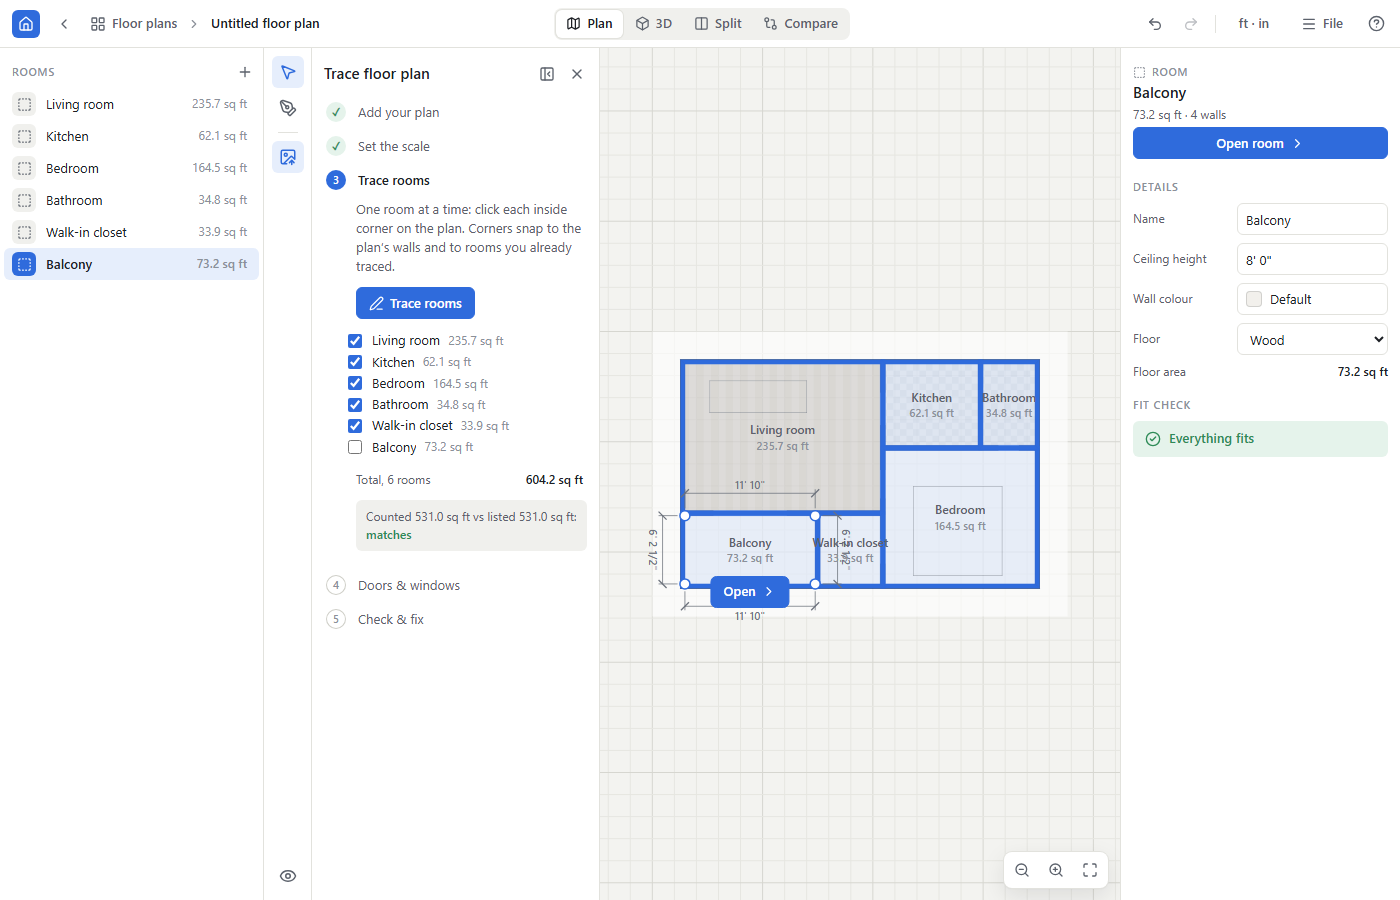 Floor plans
Untitled floor plan
Plan
3D
Split
Compare
ft · in
File
ROOMS
Living room 235.7 sq ft
Kitchen 62.1 sq ft
Bedroom 164.5 sq ft
Bathroom 34.8 sq ft
Walk-in closet 33.9 sq ft
Balcony 73.2 sq ft
Trace floor plan
Add your plan
Set the scale
3 Trace rooms
One room at a time: click each inside
corner on the plan. Corners snap to the
plan's walls and to rooms you already
traced.
Trace rooms
Living room 235.7 sq ft
Kitchen 62.1 sq ft
Bedroom 164.5 sq ft
Bathroom 34.8 sq ft
Walk-in closet 33.9 sq ft
Balcony 73.2 sq ft
Total, 6 rooms 604.2 sq ft
Counted 531.0 sq ft vs listed 531.0 sq ft:
matches
4 Doors & windows
5 Check & fix
Living room
235.7 sq ft
Kitchen
62.1 sq ft
Bathroom
34.8 sq ft
Bedroom
164.5 sq ft
11' 10"
6' 2 1/2"
Balcony
73.2 sq ft
Walk-in closet
33.9 sq ft
6' 2 1/2"
Open
11' 10"
ROOM
Balcony
73.2 sq ft · 4 walls
Open room
DETAILS
Name Balcony
Ceiling height 8' 0"
Wall colour Default
Floor Wood
Floor area 73.2 sq ft
FIT CHECK
Everything fits